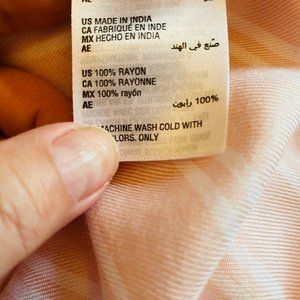 AE
US MADE IN INDIA
CA FABRIQUÉ EN INDE
MX HECHO EN INDIA
AE صنع في الهند
US 100% RAYON
CA 100% RAYONNE
MX 100% rayón
AE 100% رايون
MACHINE WASH COLD WITH
ONLY